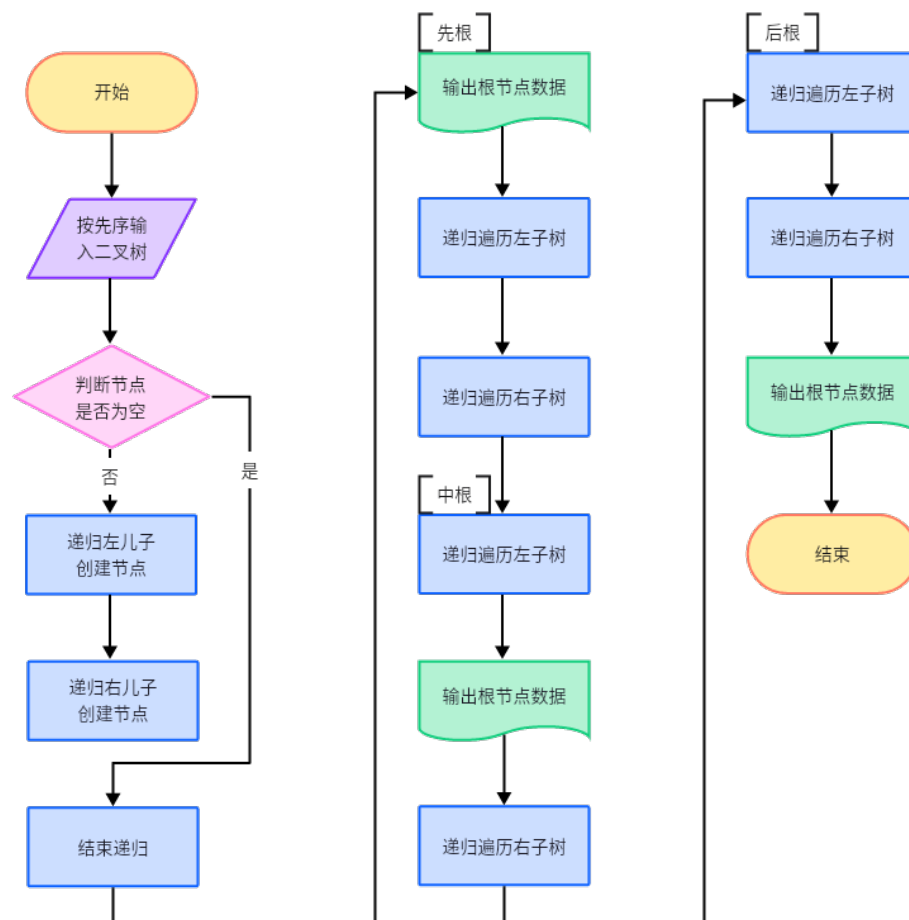 开始
按先序输
入二叉树
判断节点
是否为空
否
是
递归左儿子
创建节点
递归右儿子
创建节点
结束递归
先根
输出根节点数据
递归遍历左子树
递归遍历右子树
中根
递归遍历左子树
输出根节点数据
递归遍历右子树
后根
递归遍历左子树
递归遍历右子树
输出根节点数据
结束